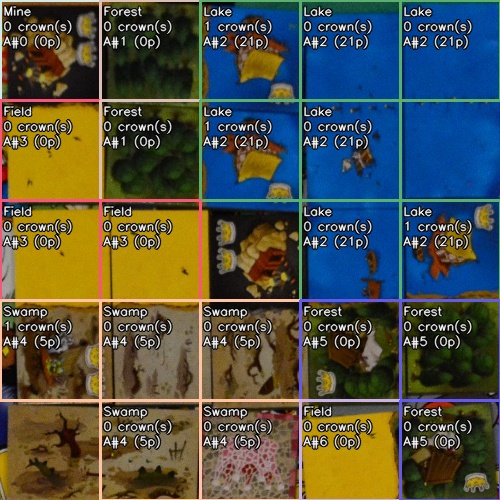 Mine
0 crown(s)
A#0 (0p)
Forest
0 crown(s)
A#1 (0p)
Lake
1 crown(s)
A#2 (21p)
Lake
0 crown(s)
A#2 (21p)
Lake
0 crown(s)
A#2 (21p)
Field
0 crown(s)
A#3 (0p)
Forest
0 crown(s)
A#1 (0p)
Lake
1 crown(s)
A#2 (21p)
Lake
0 crown(s)
A#2 (21p)
Field
0 crown(s)
A#3 (0p)
Field
0 crown(s)
A#3 (0p)
Lake
0 crown(s)
A#2 (21p)
Lake
1 crown(s)
A#2 (21p)
Swamp
1 crown(s)
A#4 (5p)
Swamp
0 crown(s)
A#4 (5p)
Swamp
0 crown(s)
A#4 (5p)
Forest
0 crown(s)
A#5 (0p)
Forest
0 crown(s)
A#5 (0p)
Swamp
0 crown(s)
A#4 (5p)
Swamp
0 crown(s)
A#4 (5p)
Field
0 crown(s)
A#6 (0p)
Forest
0 crown(s)
A#5 (0p)